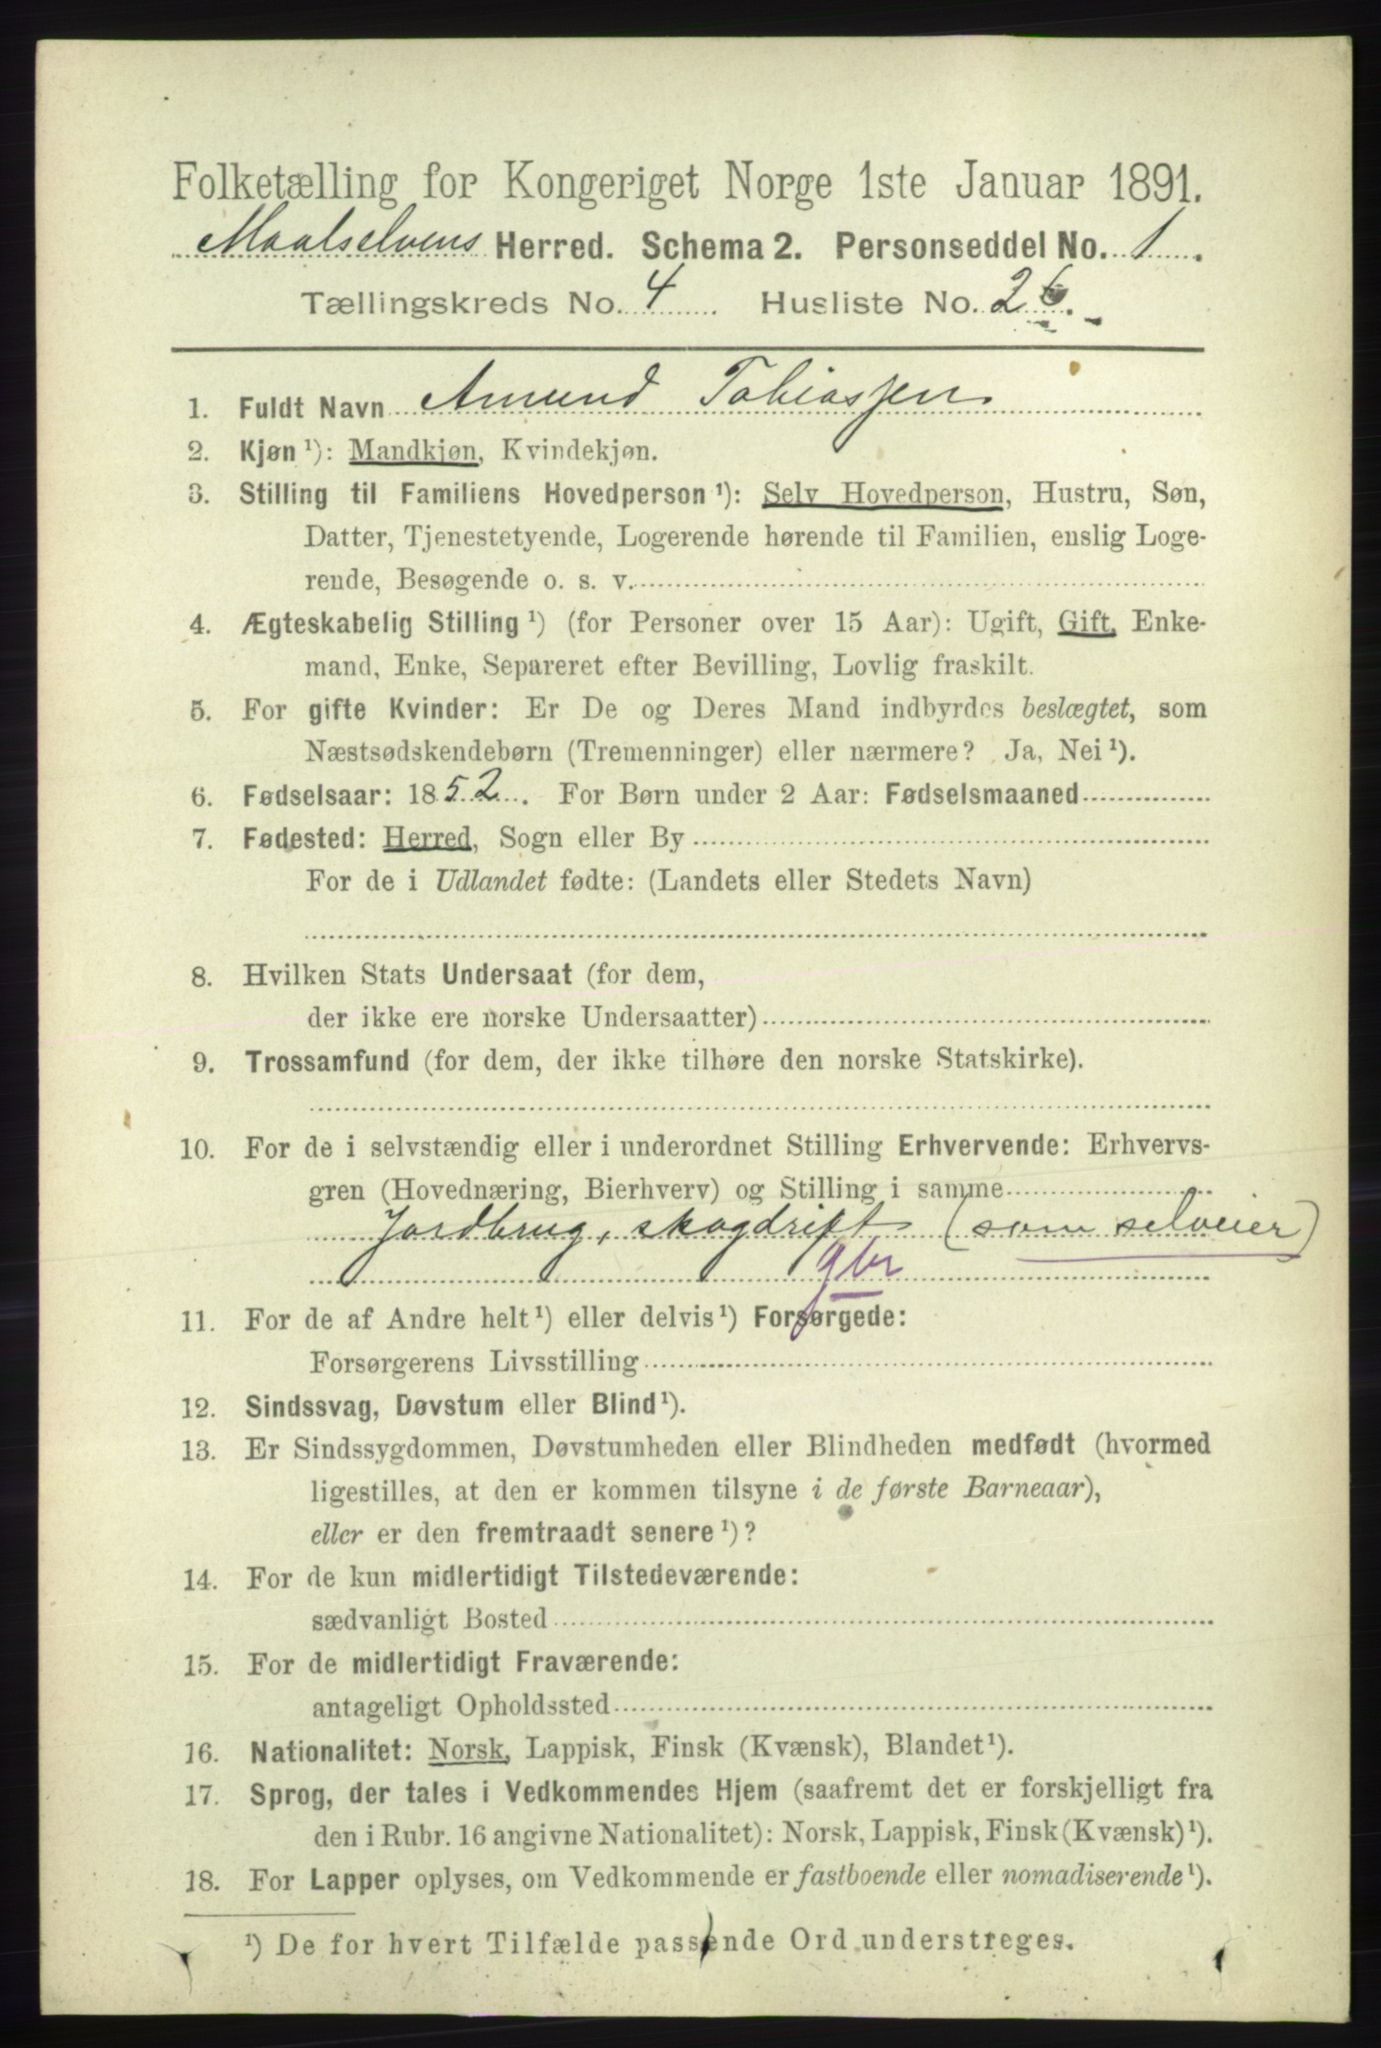 Folketælling for Kongeriget Norge 1ste Januar 1891.
Maalselvens Herred. Schema 2. Personseddel No. 1.
Tællingskreds No. 4 Husliste No. 26.
1. Fuldt Navn Amund Tobiassen
2. Kjøn ¹): Mandkjøn, Kvindekjøn.
3. Stilling til Familiens Hovedperson ¹): Selv Hovedperson, Hustru, Søn,
Datter, Tjenestetyende, Logerende hørende til Familien, enslig Loge-
rende, Besøgende o. s. v.
4. Ægteskabelig Stilling ¹) (for Personer over 15 Aar): Ugift, Gift, Enke-
mand, Enke, Separeret efter Bevilling, Lovlig fraskilt.
5. For gifte Kvinder: Er De og Deres Mand indbyrdes beslægtet, som
Næstsødskendebørn (Tremenninger) eller nærmere? Ja, Nei ¹).
6. Fødselsaar: 1852. For Børn under 2 Aar: Fødselsmaaned
7. Fødested: Herred, Sogn eller By
For de i Udlandet fødte: (Landets eller Stedets Navn)
8. Hvilken Stats Undersaat (for dem,
der ikke ere norske Undersaatter)
9. Trossamfund (for dem, der ikke tilhøre den norske Statskirke).
10. For de i selvstændig eller i underordnet Stilling Erhvervende: Erhvervs-
gren (Hovednæring, Bierhverv) og Stilling i samme
Jordbrug, skogdrift (som selveier)
gbr
11. For de af Andre helt ¹) eller delvis ¹) Forsørgede:
Forsørgerens Livsstilling
12. Sindssvag, Døvstum eller Blind ¹).
13. Er Sindssygdommen, Døvstumheden eller Blindheden medfødt (hvormed
ligestilles, at den er kommen tilsyne i de første Barneaar),
eller er den fremtraadt senere ¹)?
14. For de kun midlertidigt Tilstedeværende:
sædvanligt Bosted
15. For de midlertidigt Fraværende:
antageligt Opholdssted
16. Nationalitet: Norsk, Lappisk, Finsk (Kvænsk), Blandet ¹).
17. Sprog, der tales i Vedkommendes Hjem (saafremt det er forskjelligt fra
den i Rubr. 16 angivne Nationalitet): Norsk, Lappisk, Finsk (Kvænsk) ¹).
18. For Lapper oplyses, om Vedkommende er fastboende eller nomadiserende ¹).
¹) De for hvert Tilfælde passende Ord understreges.